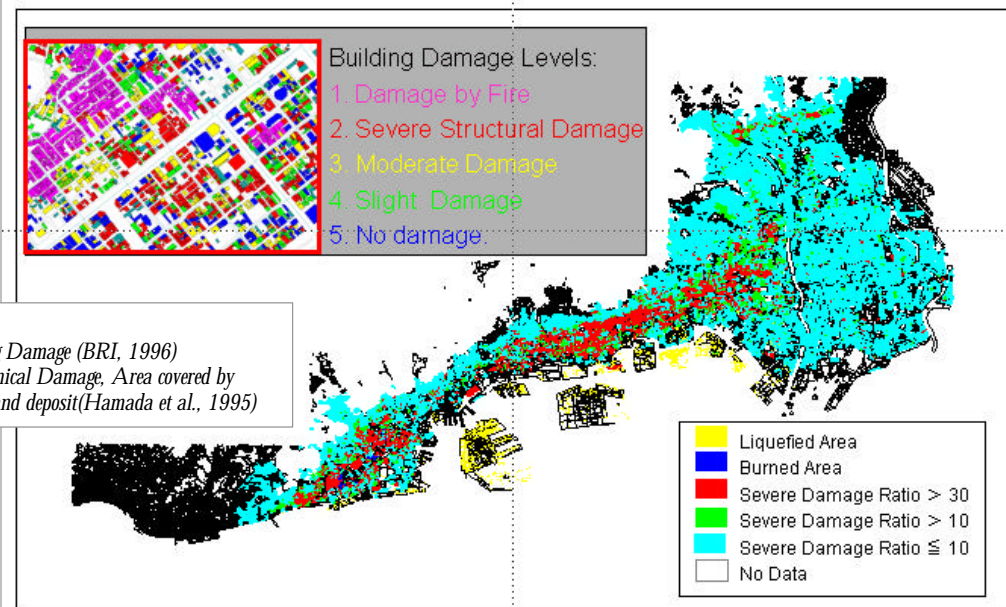 Building Damage Levels:
1. Damage by Fire
2. Severe Structural Damage
3. Moderate Damage
4. Slight Damage
5. No damage.
Damage (BRI, 1996)
Damage, Area covered by
deposit(Hamada et al., 1995)
Liquefied Area
Burned Area
Severe Damage Ratio > 30
Severe Damage Ratio > 10
Severe Damage Ratio ≦ 10
No Data